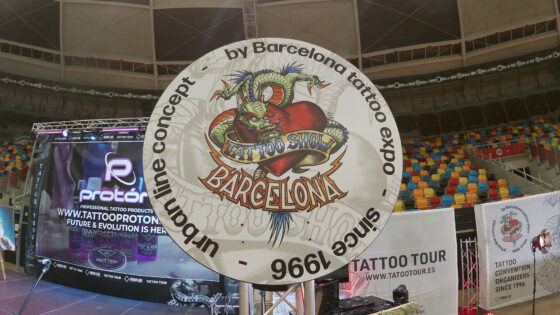 by Barcelona tattoo expo - since 1996 - urban line concept -
TATTOO SHOW
BARCELONA
R
protón
PROFESSIONAL TATTOO PRODUCTS
WWW.TATTOOPROTON
FUTURE & EVOLUTION IS HER
TATTOO TOUR
WWW.TATOOTOUR.ES
TATTOO
CONVENTION
ORGANIZERS
SINCE 1996